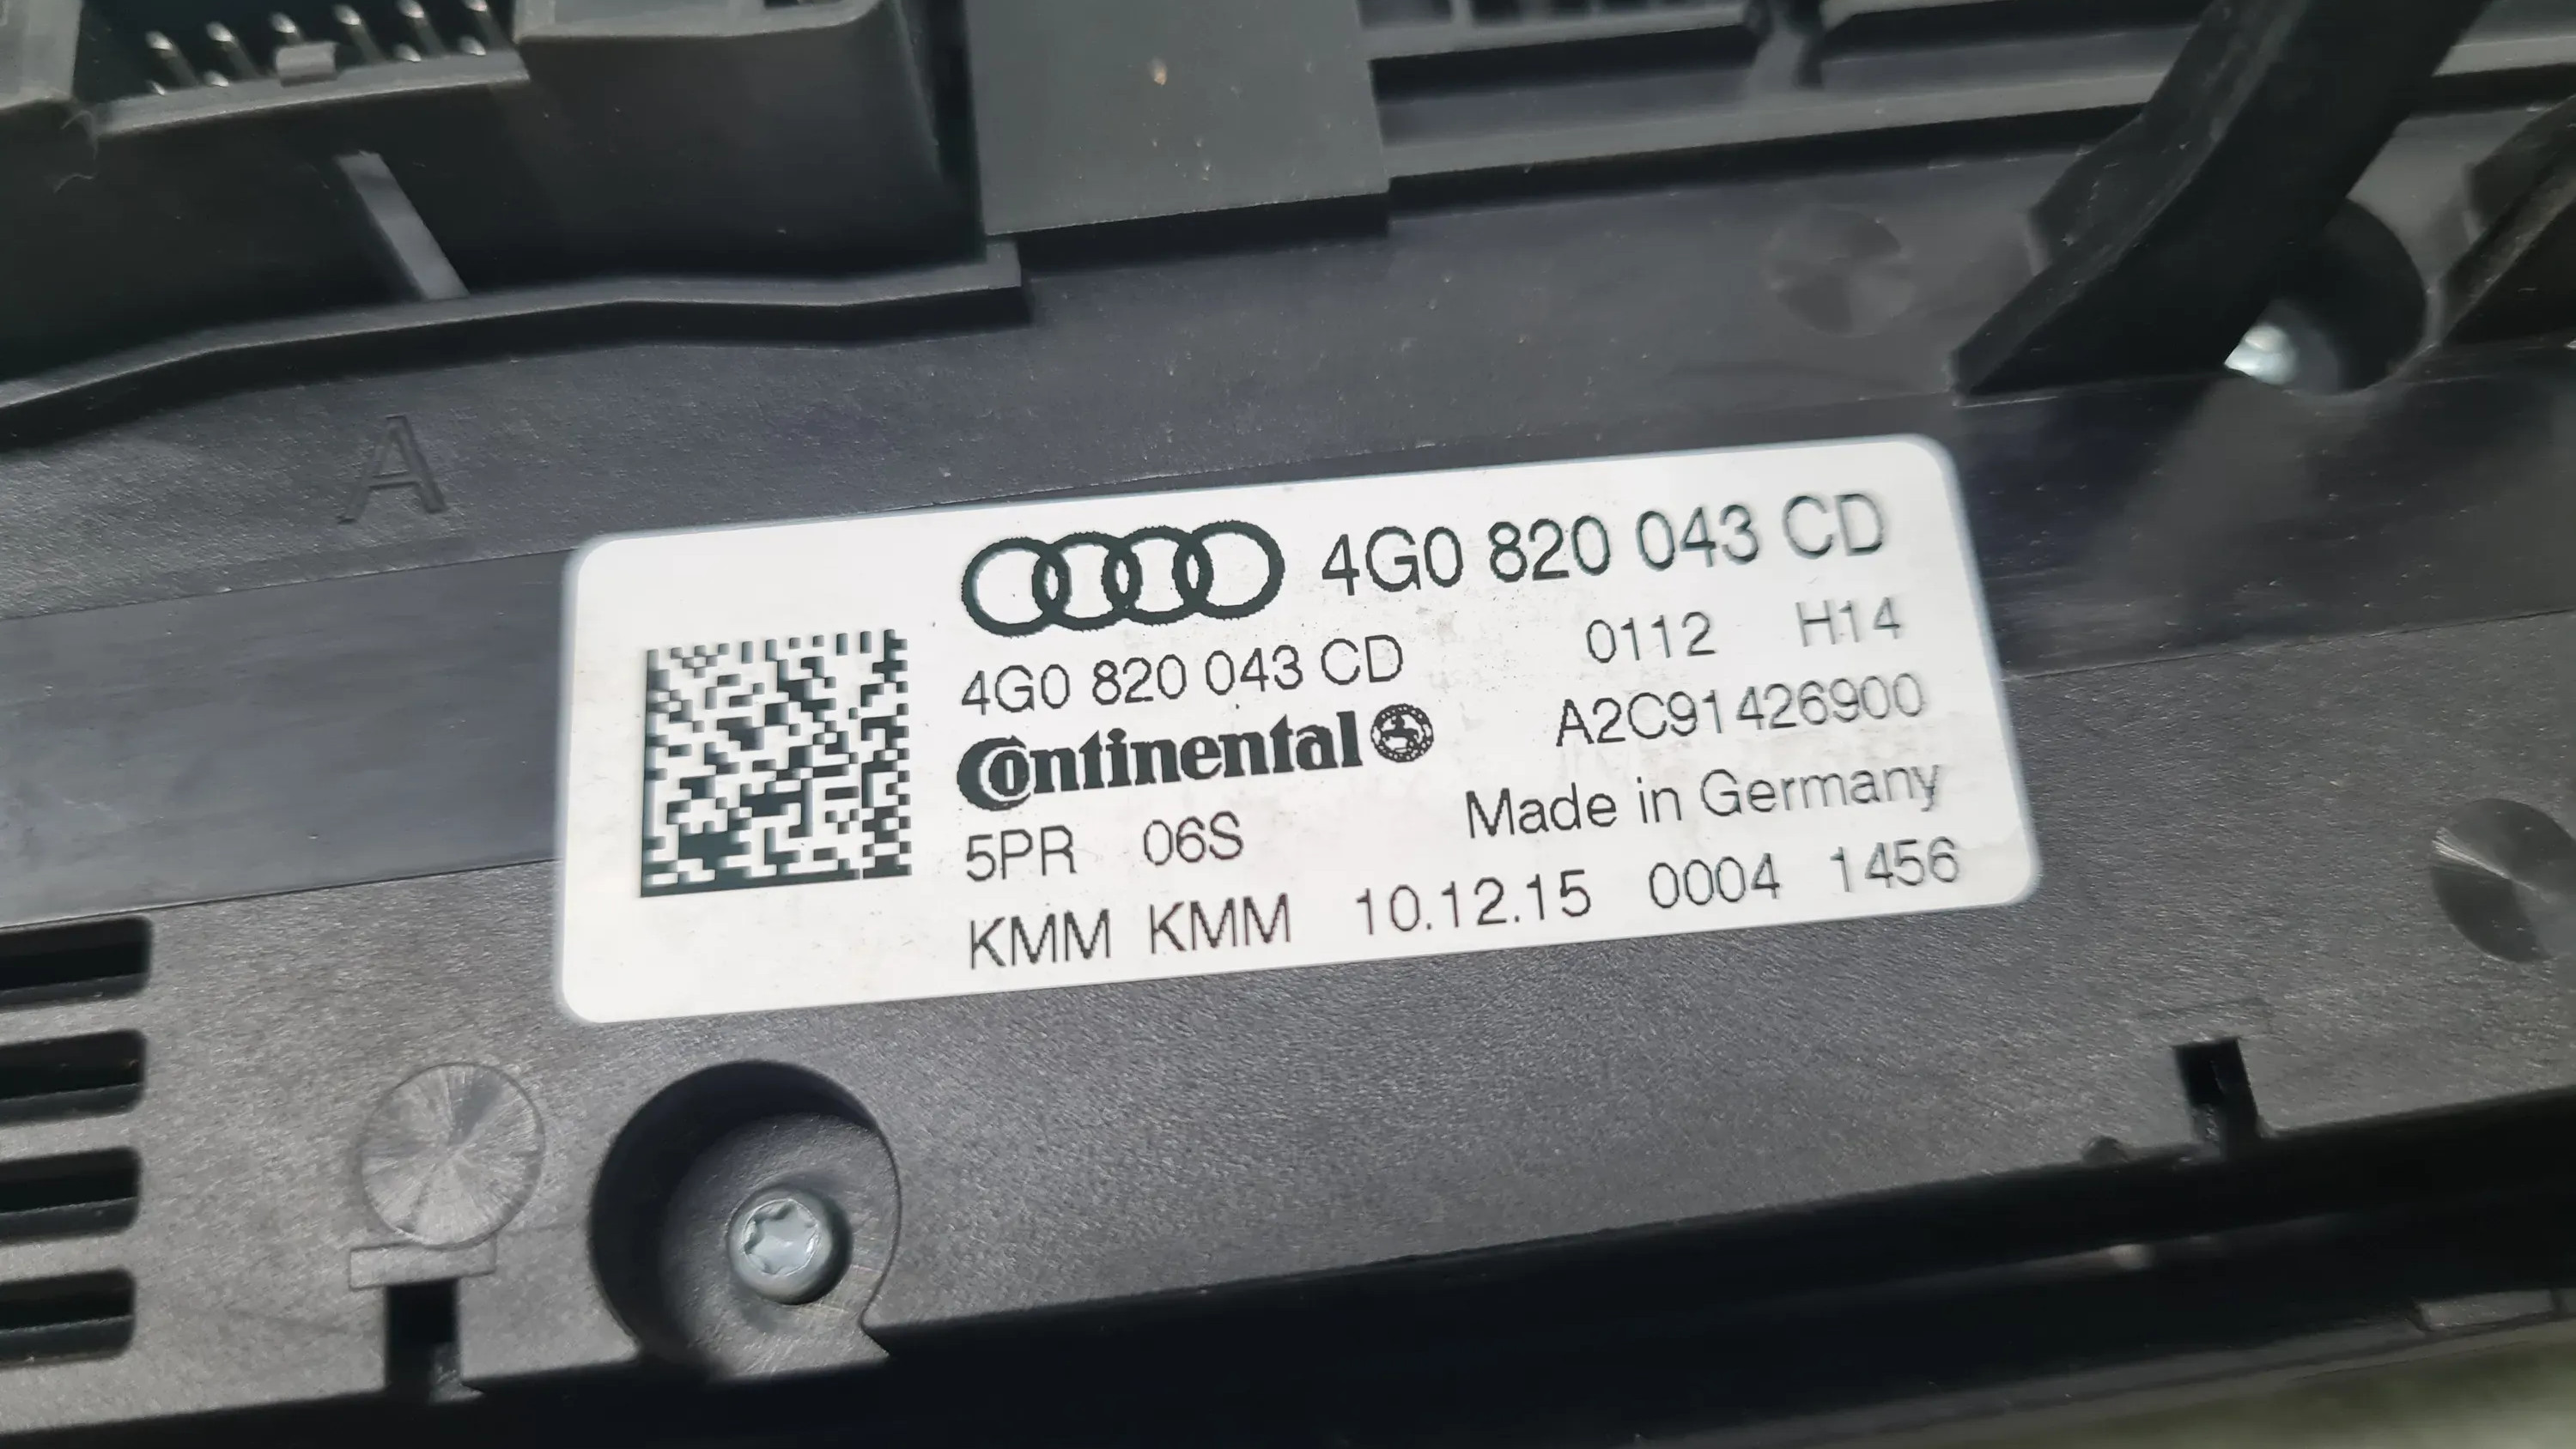 A
4G0 820 043 CD
4G0 820 043 CD 0112 H14
Continental A2C91426900
5PR 06S Made in Germany
KMM KMM 10.12.15 0004 1456